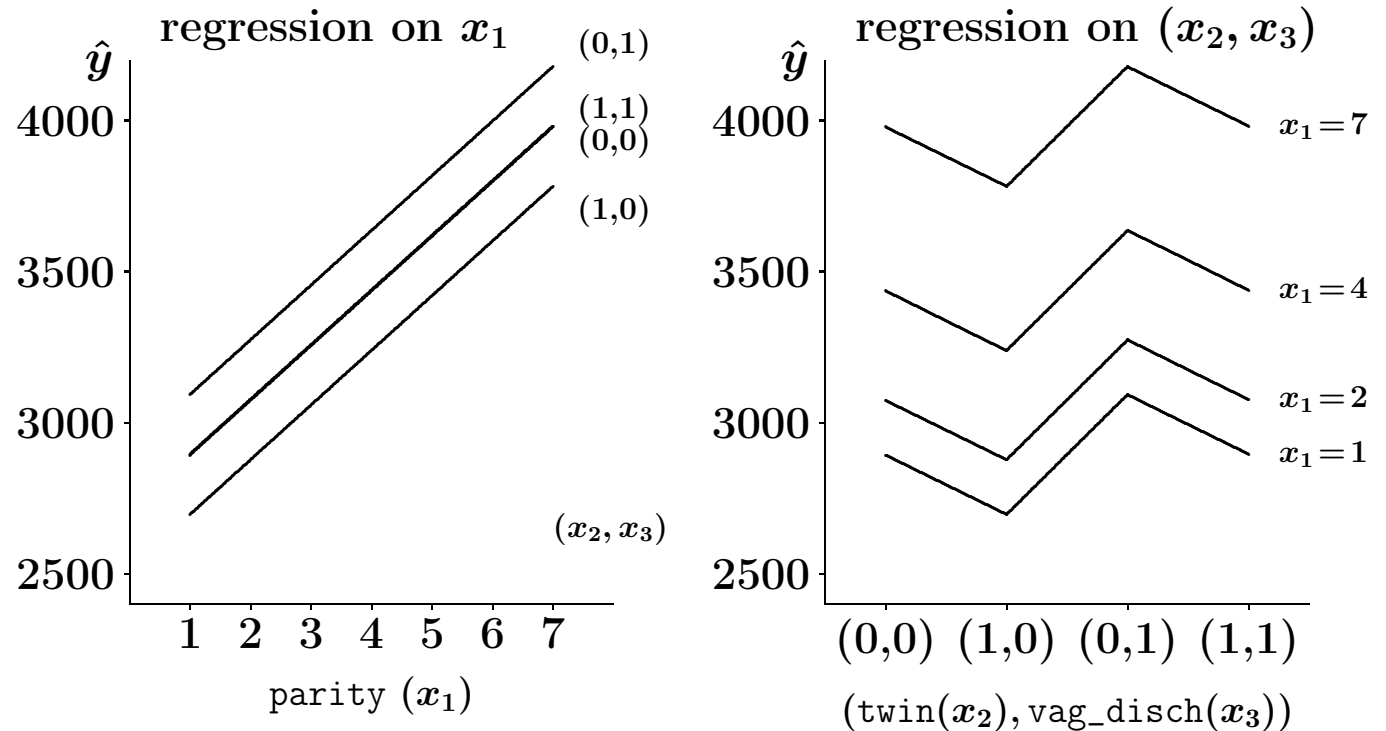 regression on x₁
ŷ
4000
3500
3000
2500
(0,1)
(1,1)
(0,0)
(1,0)
(x₂, x₃)
1 2 3 4 5 6 7
parity (x₁)
regression on (x₂, x₃)
ŷ
4000
3500
3000
2500
x₁=7
x₁=4
x₁=2
x₁=1
(0,0) (1,0) (0,1) (1,1)
(twin(x₂),vag_disch(x₃))